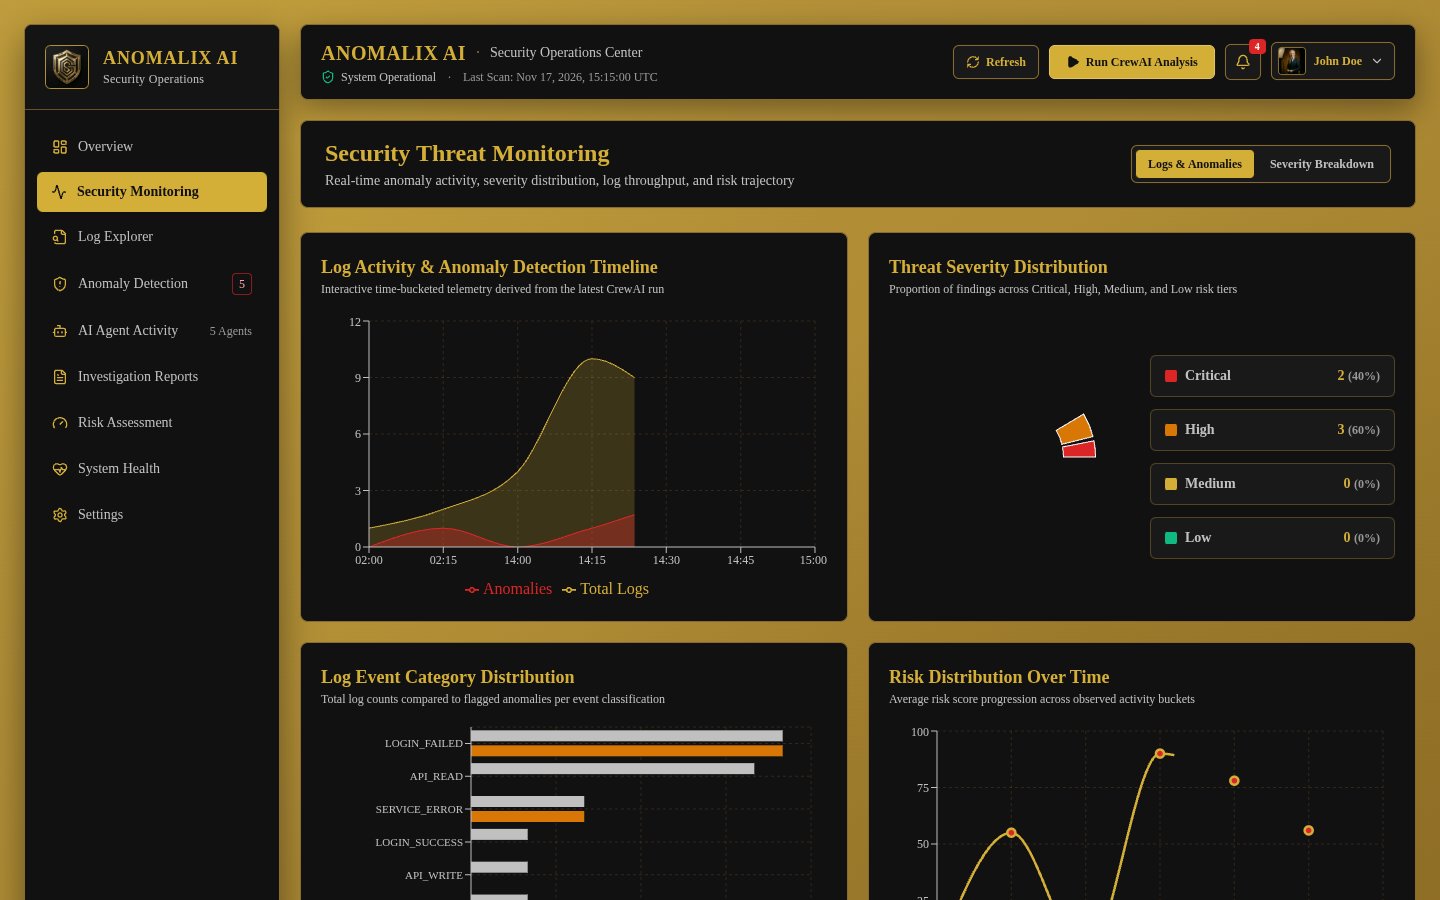 ANOMALIX AI
Security Operations
Overview
Security Monitoring
Log Explorer
Anomaly Detection 5
AI Agent Activity 5 Agents
Investigation Reports
Risk Assessment
System Health
Settings
ANOMALIX AI · Security Operations Center
System Operational · Last Scan: Nov 17, 2026, 15:15:00 UTC
Refresh
Run CrewAI Analysis
4
John Doe
Security Threat Monitoring
Real-time anomaly activity, severity distribution, log throughput, and risk trajectory
Logs & Anomalies
Severity Breakdown
Log Activity & Anomaly Detection Timeline
Interactive time-bucketed telemetry derived from the latest CrewAI run
12
9
6
3
0
02:00 02:15 14:00 14:15 14:30 14:45 15:00
Anomalies Total Logs
Threat Severity Distribution
Proportion of findings across Critical, High, Medium, and Low risk tiers
Critical 2 (40%)
High 3 (60%)
Medium 0 (0%)
Low 0 (0%)
Log Event Category Distribution
Total log counts compared to flagged anomalies per event classification
LOGIN_FAILED
API_READ
SERVICE_ERROR
LOGIN_SUCCESS
API_WRITE
Risk Distribution Over Time
Average risk score progression across observed activity buckets
100
75
50